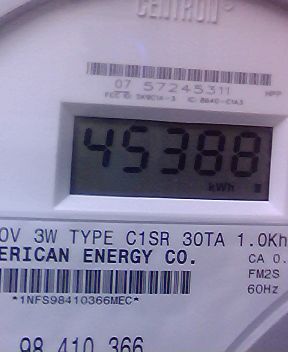 CENTRON®
07 57245311
HPP
45388
kWh
0V 3W TYPE C1SR 30TA 1.0Kh
ERICAN ENERGY CO.
CA 0.
FM2S
*1NFS98410366MEC*
60Hz
98 410 366